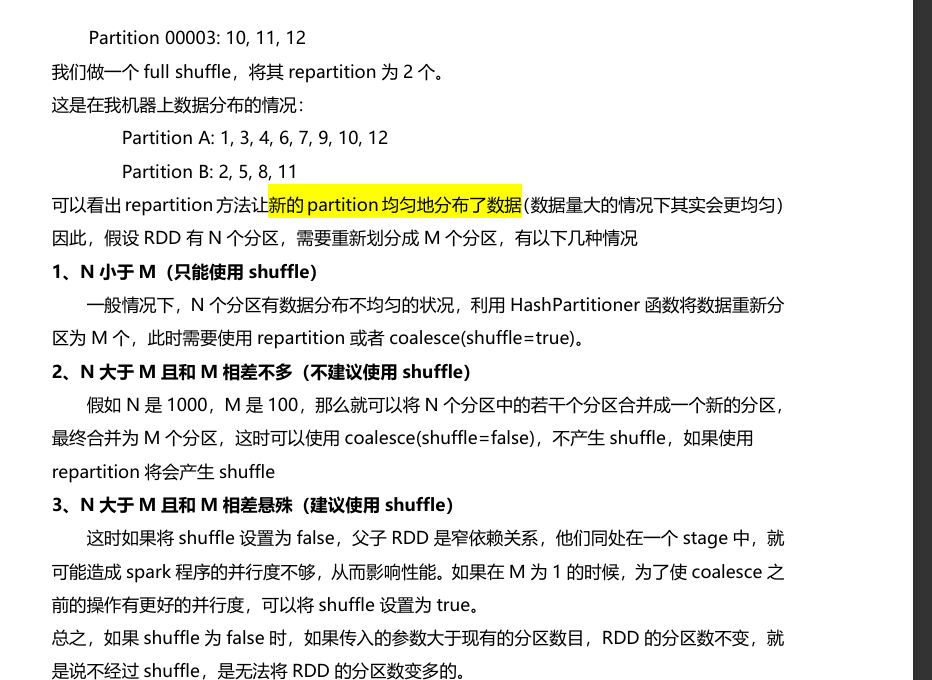 Partition 00003: 10, 11, 12
我们做一个 full shuffle，将其 repartition 为 2 个。
这是在我机器上数据分布的情况：
Partition A: 1, 3, 4, 6, 7, 9, 10, 12
Partition B: 2, 5, 8, 11
可以看出 repartition 方法让新的 partition 均匀地分布了数据（数据量大的情况下其实会更均匀）
因此，假设 RDD 有 N 个分区，需要重新划分成 M 个分区，有以下几种情况
1、N 小于 M（只能使用 shuffle）
一般情况下，N 个分区有数据分布不均匀的状况，利用 HashPartitioner 函数将数据重新分
区为 M 个，此时需要使用 repartition 或者 coalesce(shuffle=true)。
2、N 大于 M 且和 M 相差不多（不建议使用 shuffle）
假如 N 是 1000，M 是 100，那么就可以将 N 个分区中的若干个分区合并成一个新的分区，
最终合并为 M 个分区，这时可以使用 coalesce(shuffle=false)，不产生 shuffle，如果使用
repartition 将会产生 shuffle
3、N 大于 M 且和 M 相差悬殊（建议使用 shuffle）
这时如果将 shuffle 设置为 false，父子 RDD 是窄依赖关系，他们同处在一个 stage 中，就
可能造成 spark 程序的并行度不够，从而影响性能。如果在 M 为 1 的时候，为了使 coalesce 之
前的操作有更好的并行度，可以将 shuffle 设置为 true。
总之，如果 shuffle 为 false 时，如果传入的参数大于现有的分区数目，RDD 的分区数不变，就
是说不经过 shuffle，是无法将 RDD 的分区数变多的。